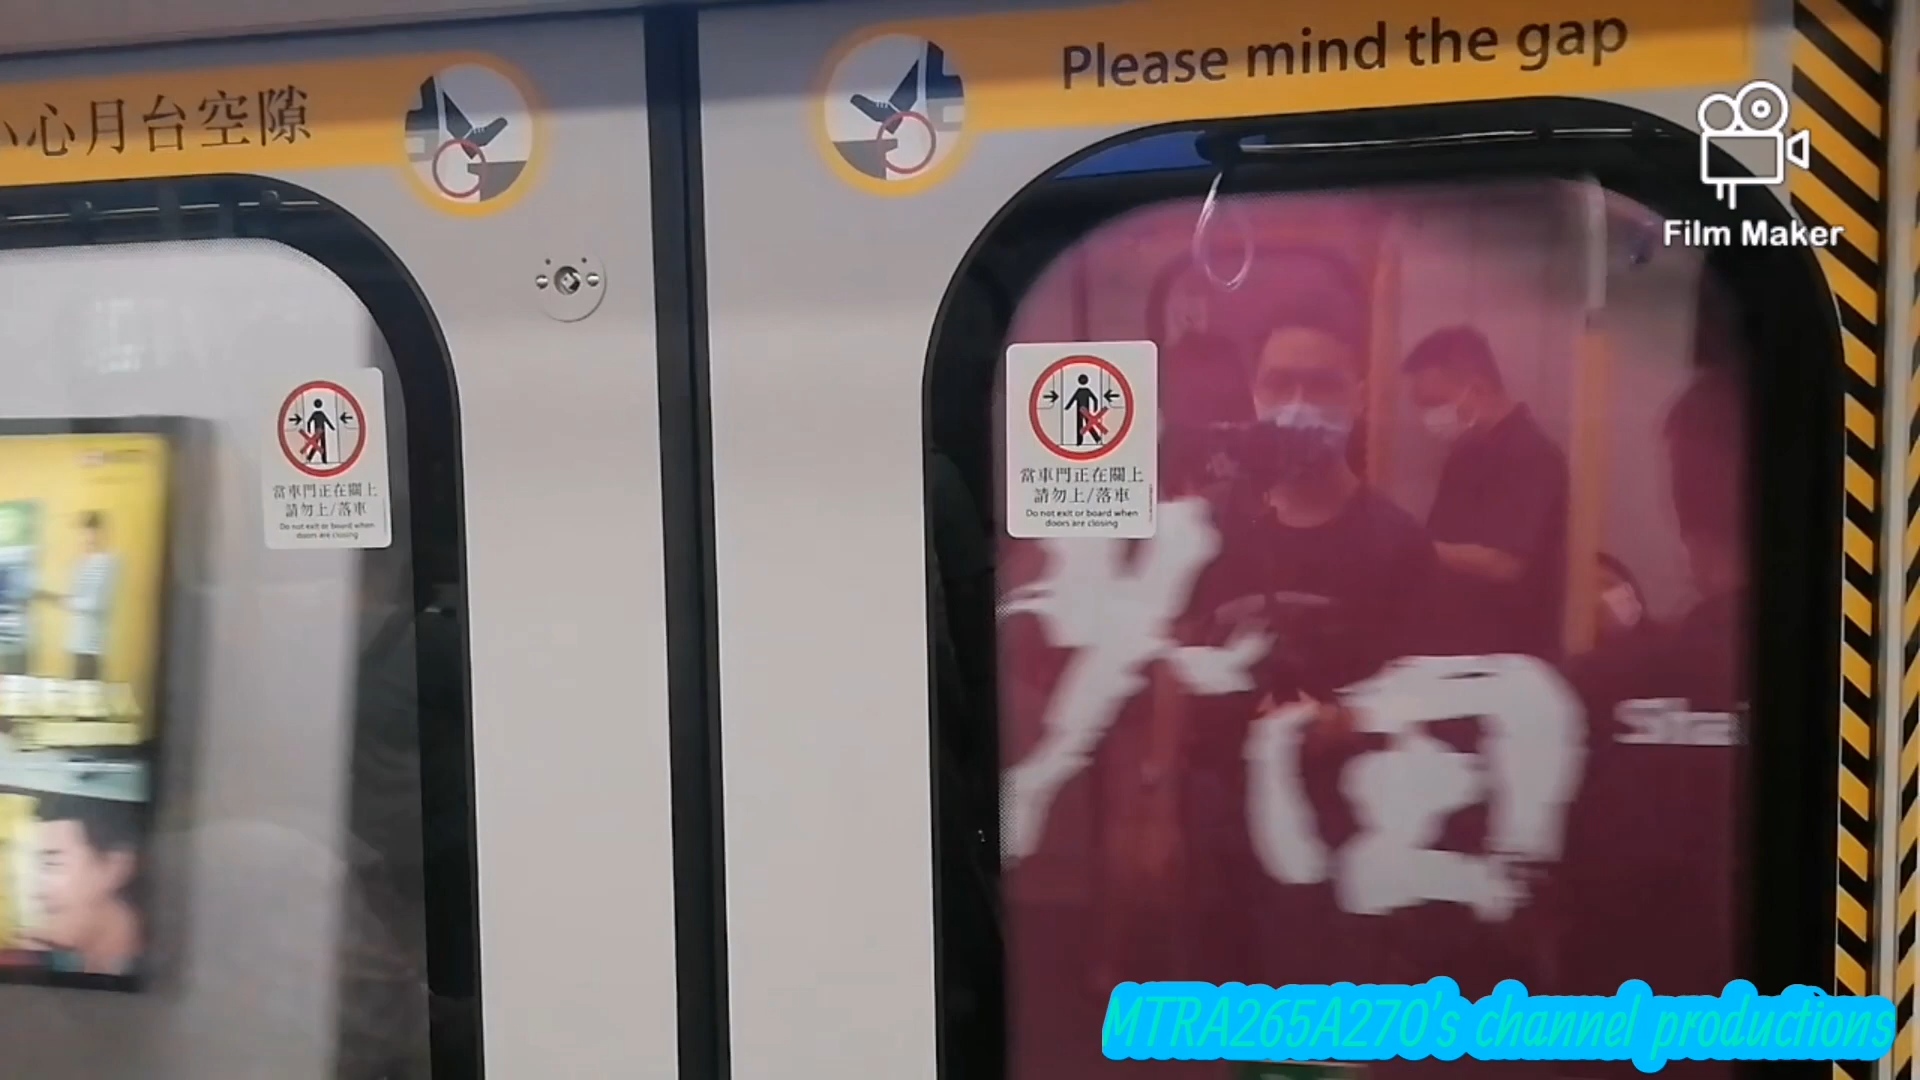 小心月台空隙
Please mind the gap
Film Maker
當車門正在關上
請勿上/落車
Do not exit or board when
doors are closing
當車門正在關上
請勿上/落車
Do not exit or board when
doors are closing
田
Sha
MTRA265A270's channel productions